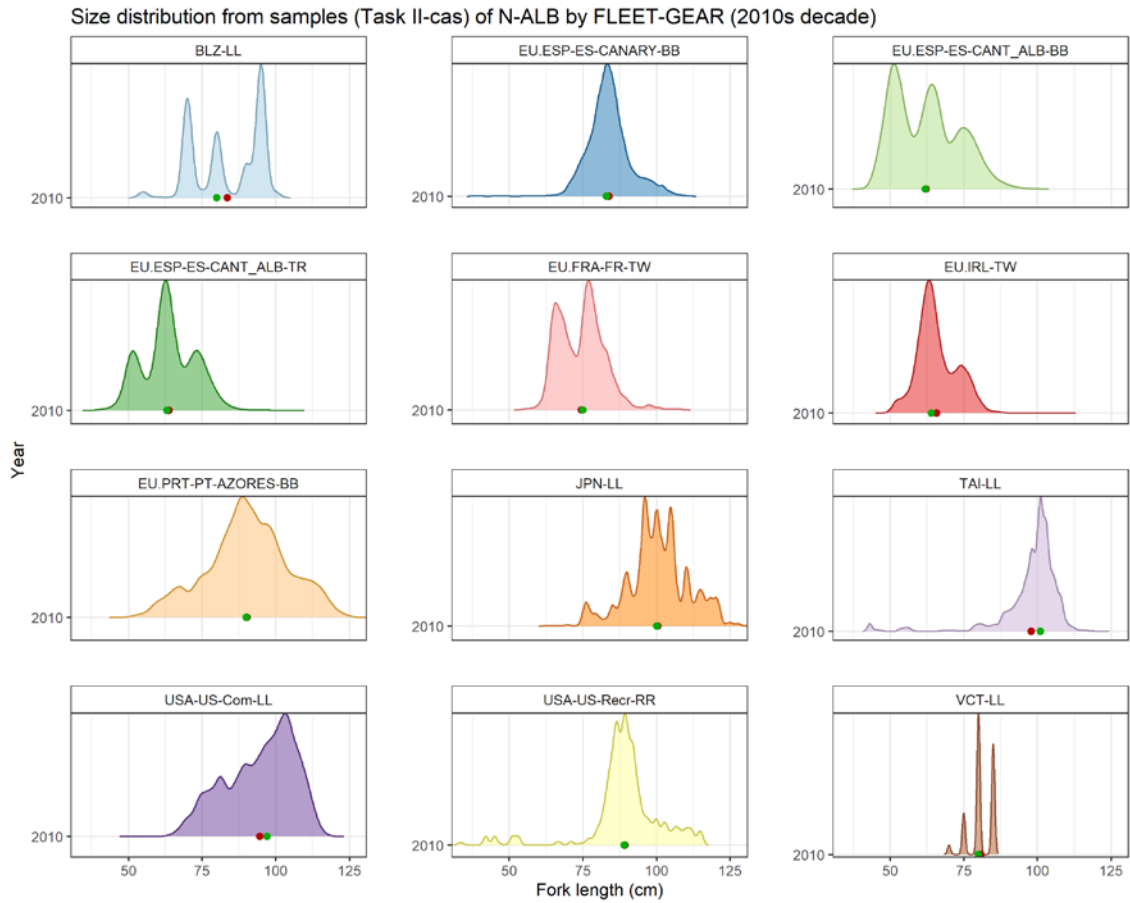 Size distribution from samples (Task II-cas) of N-ALB by FLEET-GEAR (2010s decade)
BLZ-LL
EU.ESP-ES-CANARY-BB
EU.ESP-ES-CANT_ALB-BB
2010
2010
2010
EU.ESP-ES-CANT_ALB-TR
EU.FRA-FR-TW
EU.IRL-TW
2010
2010
2010
Year
EU.PRT-PT-AZORES-BB
JPN-LL
TAI-LL
2010
2010
2010
USA-US-Com-LL
USA-US-Recr-RR
VCT-LL
2010
2010
2010
50 75 100 125
50 75 100 125
50 75 100 125
Fork length (cm)